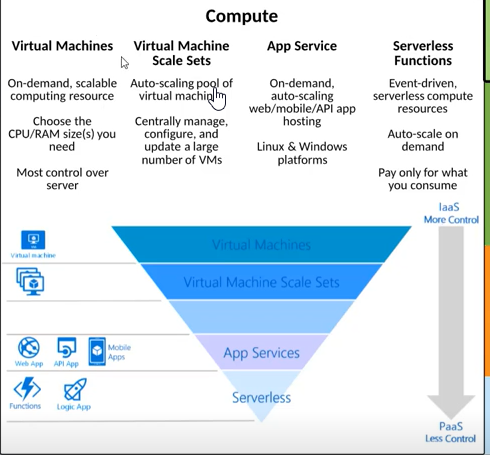 Compute
Virtual Machines
On-demand, scalable
computing resource
Choose the
CPU/RAM size(s) you
need
Most control over
server
Virtual Machine
Scale Sets
Auto-scaling pool of
virtual machines
Centrally manage,
configure, and
update a large
number of VMs
App Service
On-demand,
auto-scaling
web/mobile/API app
hosting
Linux & Windows
platforms
Serverless
Functions
Event-driven,
serverless compute
resources
Auto-scale on
demand
Pay only for what
you consume
IaaS
More Control
Virtual machine
Virtual Machines
Virtual Machine Scale Sets
Web App
API App
Mobile
Apps
App Services
Functions
Logic App
Serverless
PaaS
Less Control